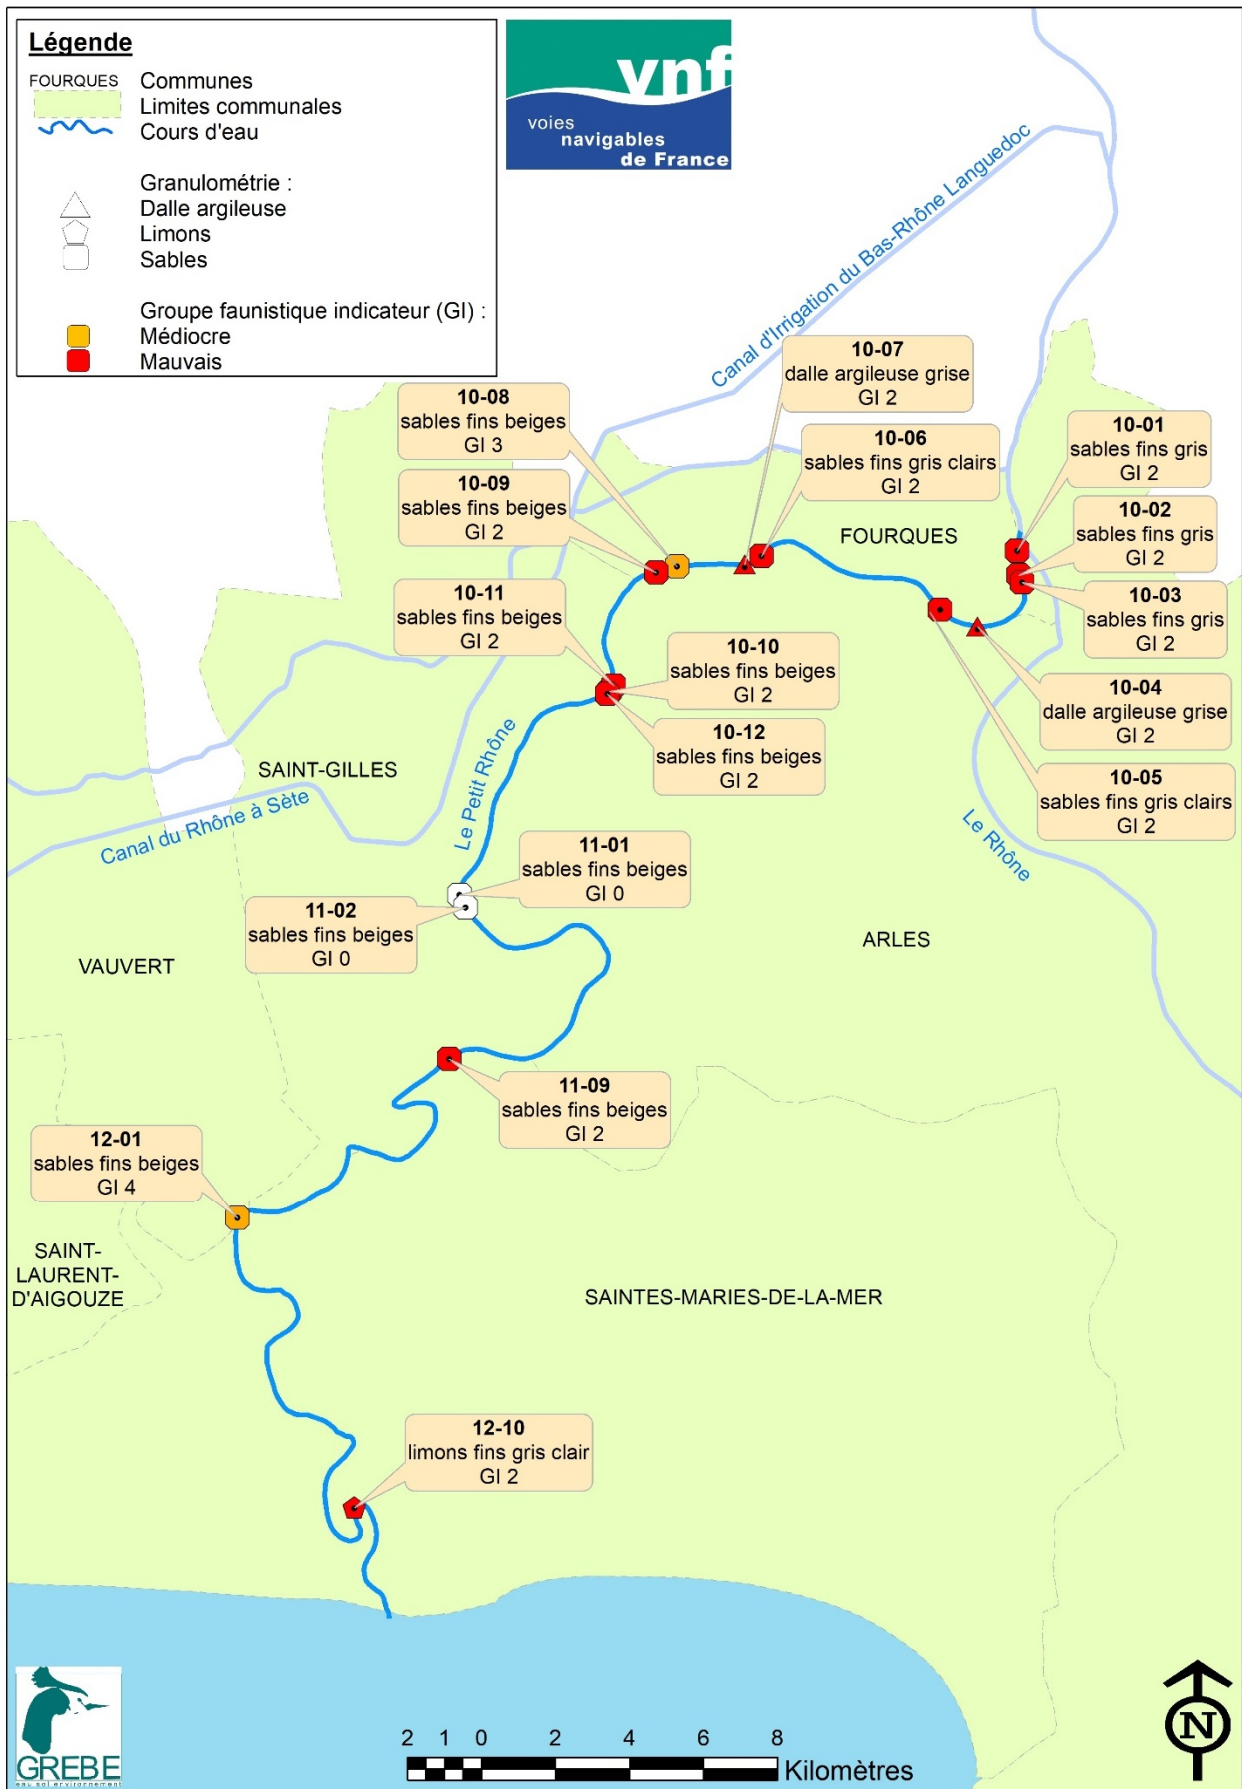 Légende
FOURQUES Communes
Limites communales
Cours d'eau
Granulométrie :
Dalle argileuse
Limons
Sables
Groupe faunistique indicateur (GI) :
Médiocre
Mauvais
vnf
voies
navigables
de France
Canal d'Irrigation du Bas-Rhône Languedoc
10-07
dalle argileuse grise
GI 2
10-08
sables fins beiges
GI 3
10-06
sables fins gris clairs
GI 2
10-01
sables fins gris
GI 2
10-09
sables fins beiges
GI 2
10-02
sables fins gris
GI 2
FOURQUES
10-11
sables fins beiges
GI 2
10-03
sables fins gris
GI 2
10-10
sables fins beiges
GI 2
10-04
dalle argileuse grise
GI 2
10-12
sables fins beiges
GI 2
10-05
sables fins gris clairs
GI 2
SAINT-GILLES
Le Petit Rhône
Canal du Rhône à Sète
Le Rhône
11-01
sables fins beiges
GI 0
11-02
sables fins beiges
GI 0
ARLES
VAUVERT
11-09
sables fins beiges
GI 2
12-01
sables fins beiges
GI 4
SAINT-
LAURENT-
D'AIGOUZE
SAINTES-MARIES-DE-LA-MER
12-10
limons fins gris clair
GI 2
GREBE
eau sol environnement
2 1 0 2 4 6 8
Kilomètres
N